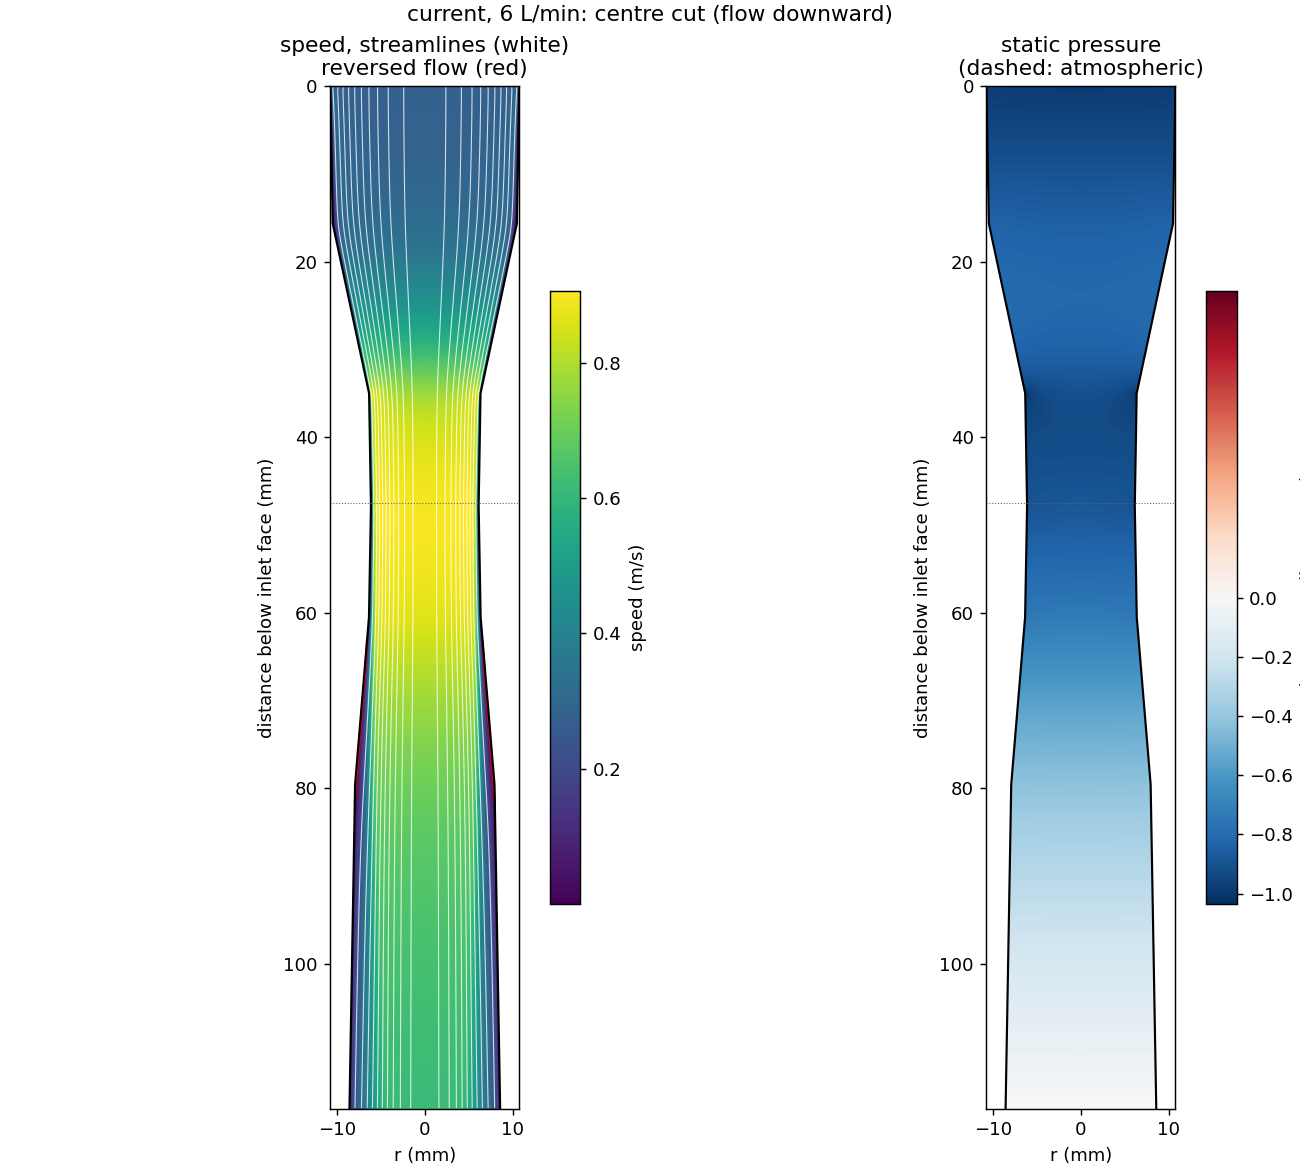 current, 6 L/min: centre cut (flow downward)
speed, streamlines (white)
reversed flow (red)
0
20
40
60
80
100
distance below inlet face (mm)
−10
0
10
r (mm)
0.8
0.6
0.4
0.2
speed (m/s)
static pressure
(dashed: atmospheric)
0
20
40
60
80
100
distance below inlet face (mm)
−10
0
10
r (mm)
0.0
−0.2
−0.4
−0.6
−0.8
−1.0